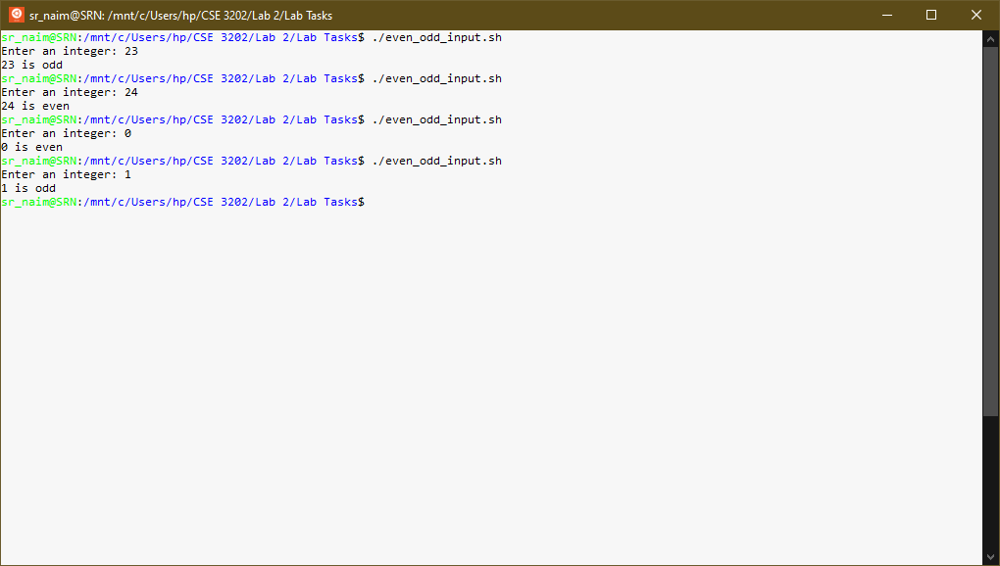 sr_naim@SRN: /mnt/c/Users/hp/CSE 3202/Lab 2/Lab Tasks
sr_naim@SRN:/mnt/c/Users/hp/CSE 3202/Lab 2/Lab Tasks$ ./even_odd_input.sh
Enter an integer: 23
23 is odd
sr_naim@SRN:/mnt/c/Users/hp/CSE 3202/Lab 2/Lab Tasks$ ./even_odd_input.sh
Enter an integer: 24
24 is even
sr_naim@SRN:/mnt/c/Users/hp/CSE 3202/Lab 2/Lab Tasks$ ./even_odd_input.sh
Enter an integer: 0
0 is even
sr_naim@SRN:/mnt/c/Users/hp/CSE 3202/Lab 2/Lab Tasks$ ./even_odd_input.sh
Enter an integer: 1
1 is odd
sr_naim@SRN:/mnt/c/Users/hp/CSE 3202/Lab 2/Lab Tasks$